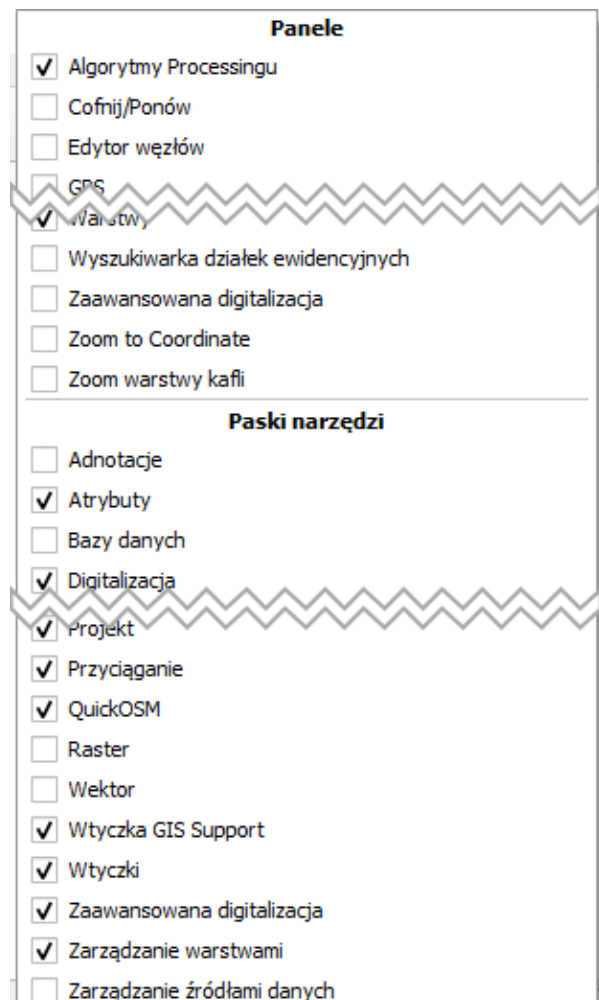 Panele
Algorytmy Processingu
Cofnij/Ponów
Edytor węzłów
GPS
Warstwy
Wyszukiwarka działek ewidencyjnych
Zaawansowana digitalizacja
Zoom to Coordinate
Zoom warstwy kafli
Paski narzędzi
Adnotacje
Atrybuty
Bazy danych
Digitalizacja
Projekt
Przyciąganie
QuickOSM
Raster
Wektor
Wtyczka GIS Support
Wtyczki
Zaawansowana digitalizacja
Zarządzanie warstwami
Zarządzanie źródłami danych